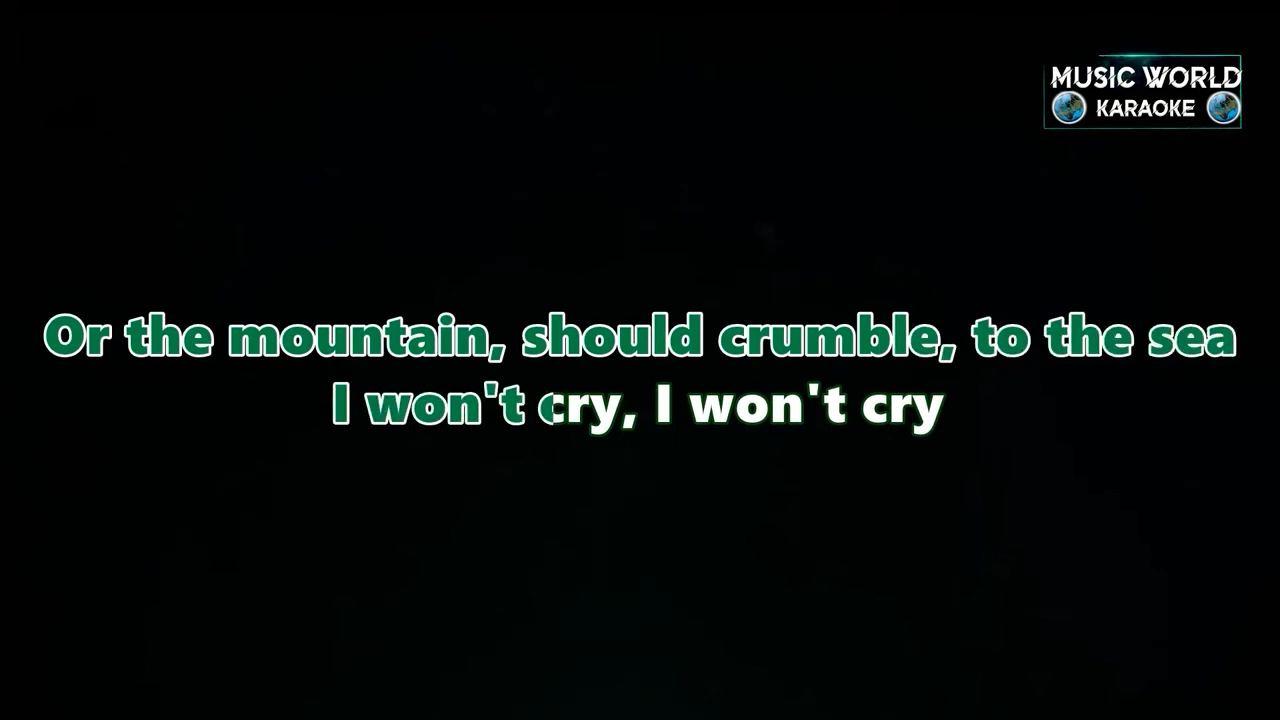 MUSIC WORLD
KARAOKE
Or the mountain, should crumble, to the sea
I won't cry, I won't cry